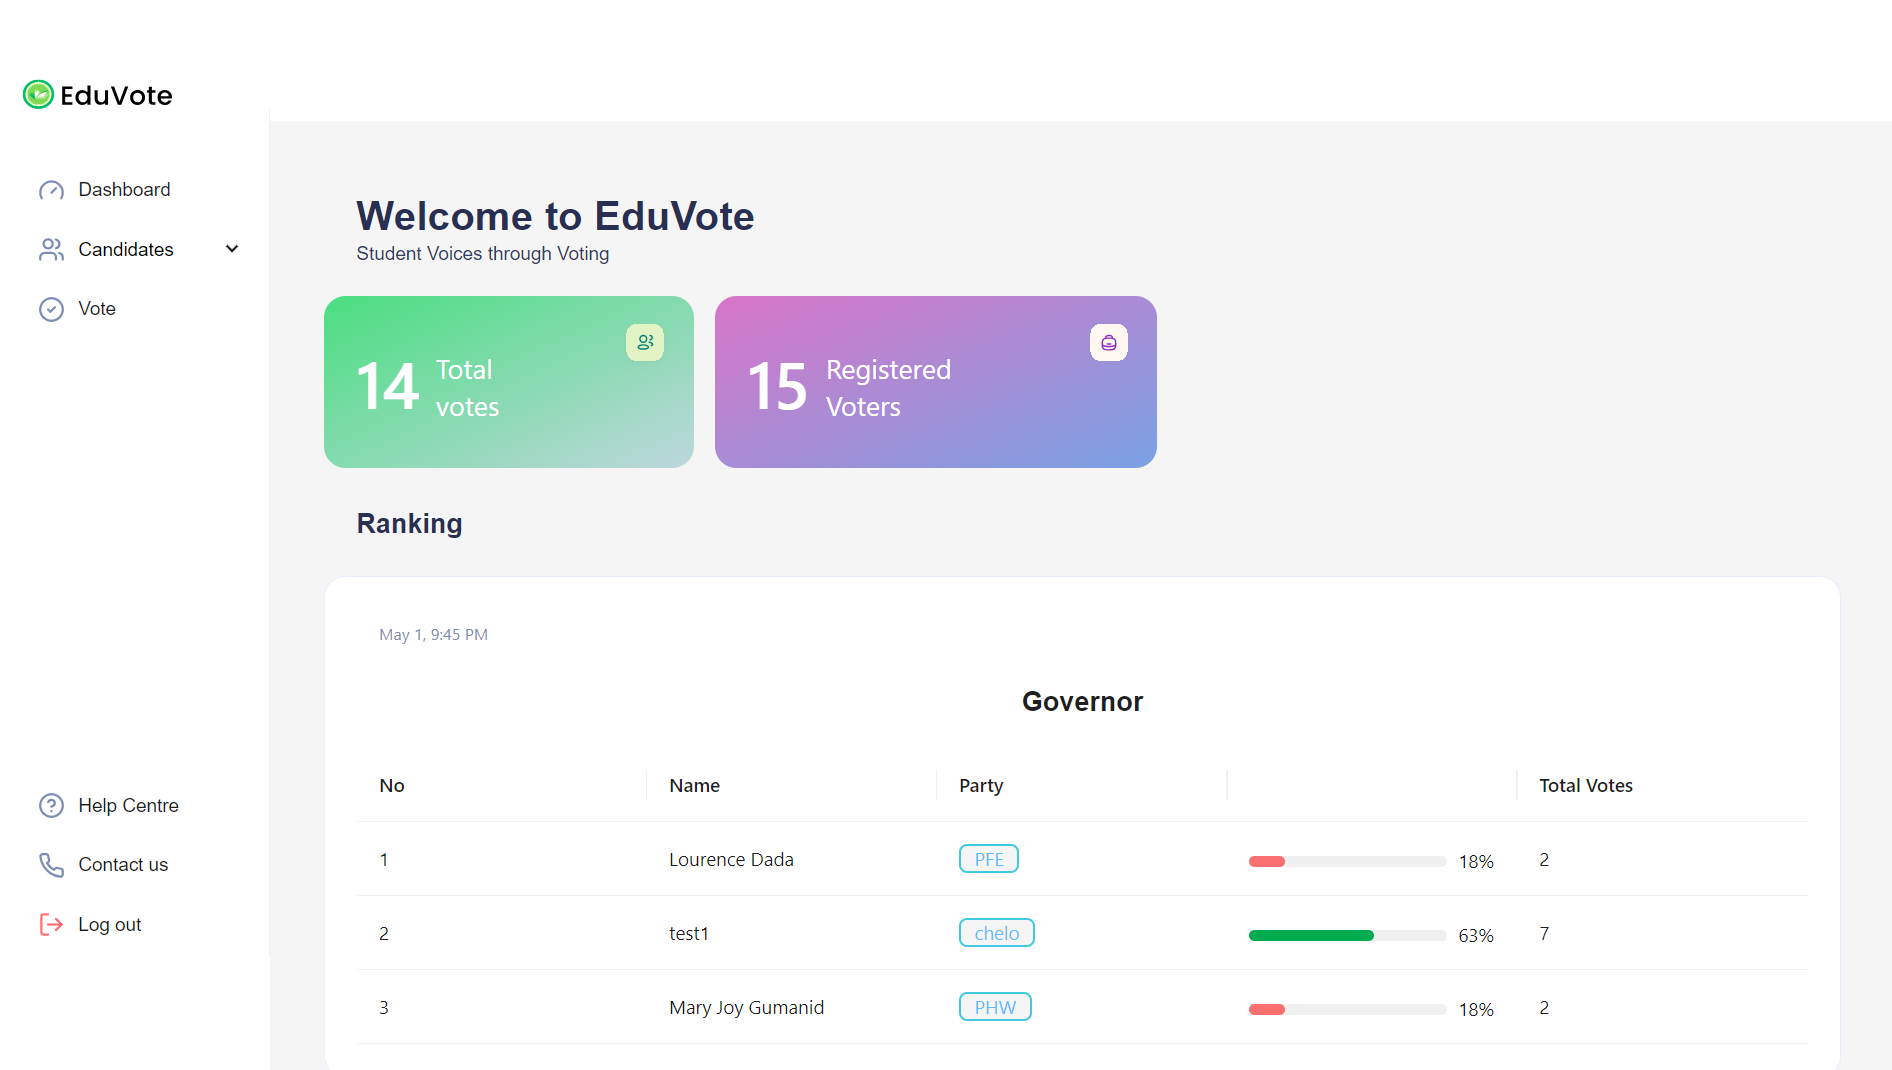 EduVote
Dashboard
Candidates
Vote
Help Centre
Contact us
Log out
Welcome to EduVote
Student Voices through Voting
14 Total votes
15 Registered Voters
Ranking
May 1, 9:45 PM
Governor
No Name Party Total Votes
1 Lourence Dada PFE 18% 2
2 test1 chelo 63% 7
3 Mary Joy Gumanid PHW 18% 2